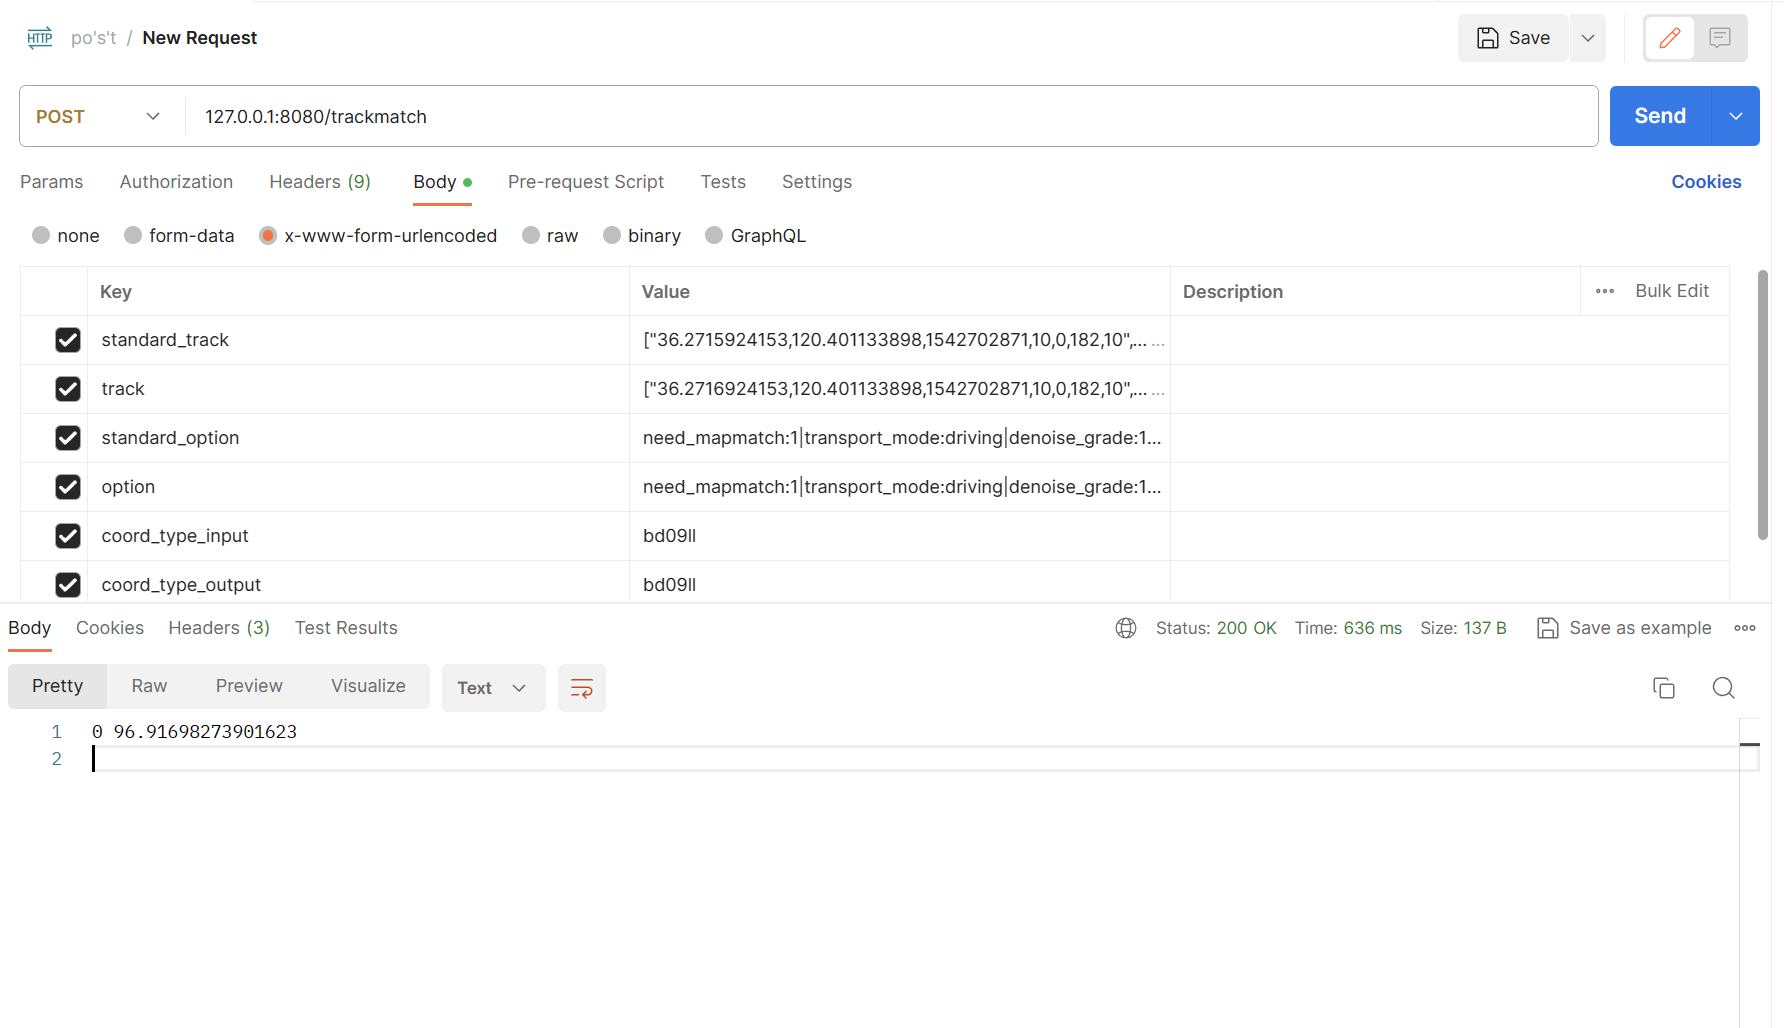 HTTP po's't / New Request Save
POST 127.0.0.1:8080/trackmatch Send
Params Authorization Headers (9) Body Pre-request Script Tests Settings Cookies
none form-data x-www-form-urlencoded raw binary GraphQL
Key Value Description ••• Bulk Edit
standard_track ["36.2715924153,120.401133898,1542702871,10,0,182,10",... ...
track ["36.2716924153,120.401133898,1542702871,10,0,182,10",... ...
standard_option need_mapmatch:1|transport_mode:driving|denoise_grade:1...
option need_mapmatch:1|transport_mode:driving|denoise_grade:1...
coord_type_input bd09ll
coord_type_output bd09ll
Body Cookies Headers (3) Test Results Status: 200 OK Time: 636 ms Size: 137 B Save as example
Pretty Raw Preview Visualize Text
1 0 96.91698273901623
2